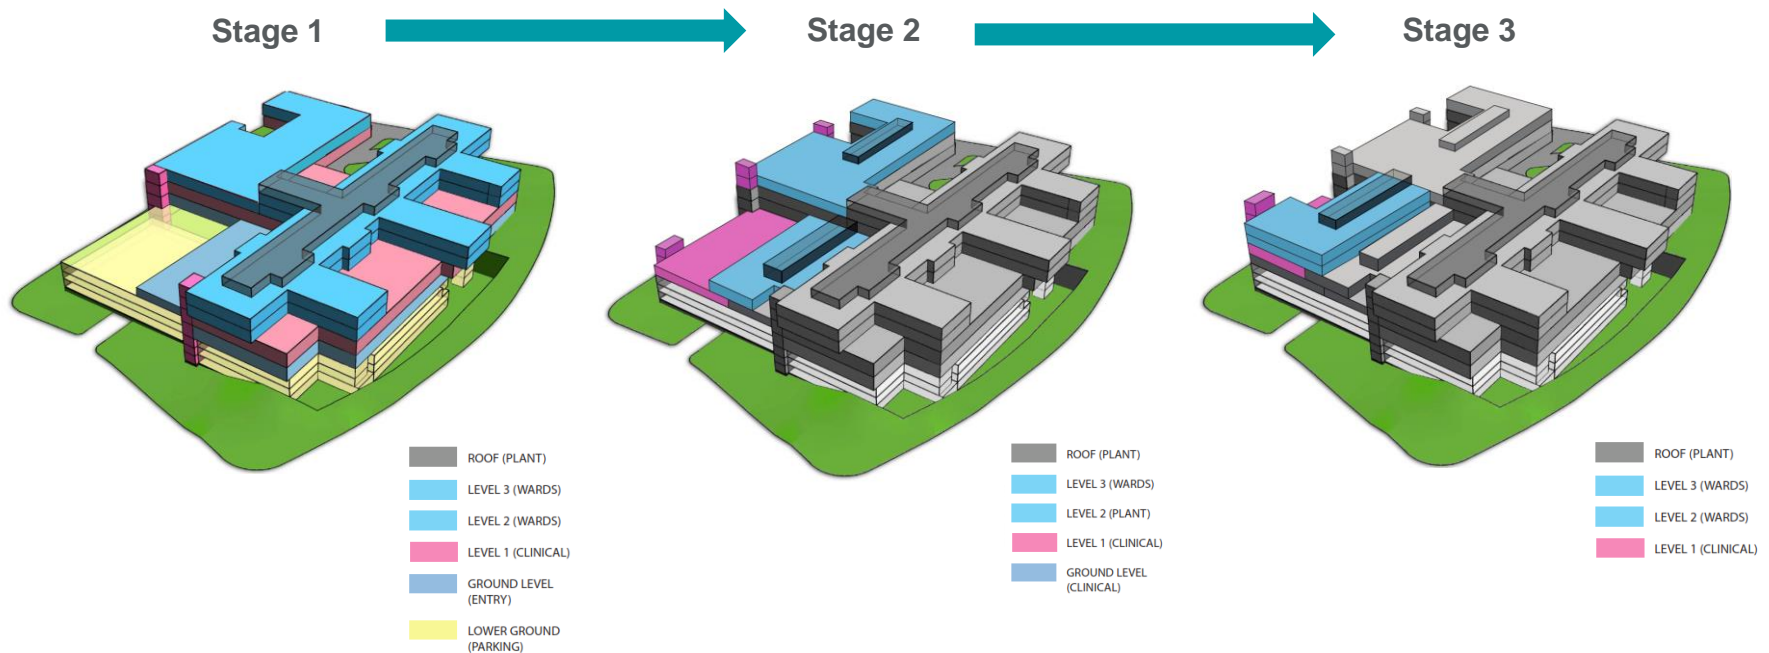 Stage 1
Stage 2
Stage 3
ROOF (PLANT)
LEVEL 3 (WARDS)
LEVEL 2 (WARDS)
LEVEL 1 (CLINICAL)
GROUND LEVEL
(ENTRY)
LOWER GROUND
(PARKING)
ROOF (PLANT)
LEVEL 3 (WARDS)
LEVEL 2 (PLANT)
LEVEL 1 (CLINICAL)
GROUND LEVEL
(CLINICAL)
ROOF (PLANT)
LEVEL 3 (WARDS)
LEVEL 2 (WARDS)
LEVEL 1 (CLINICAL)